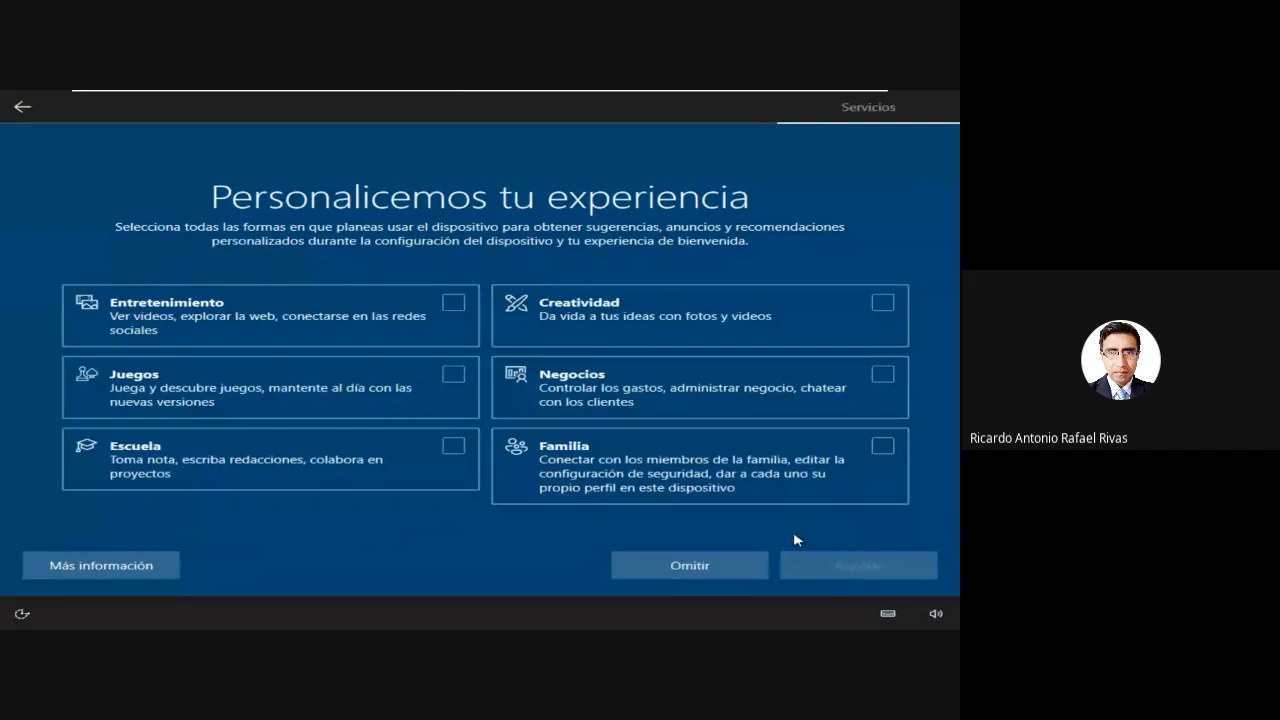 Servicios
Personalicemos tu experiencia
Selecciona todas las formas en que planeas usar el dispositivo para obtener sugerencias, anuncios y recomendaciones
personalizados durante la configuración del dispositivo y tu experiencia de bienvenida.
Entretenimiento
Ver videos, explorar la web, conectarse en las redes
sociales
Creatividad
Da vida a tus ideas con fotos y videos
Juegos
Juega y descubre juegos, mantente al día con las
nuevas versiones
Negocios
Controlar los gastos, administrar negocio, chatear
con los clientes
Escuela
Toma nota, escriba redacciones, colabora en
proyectos
Familia
Conectar con los miembros de la familia, editar la
configuración de seguridad, dar a cada uno su
propio perfil en este dispositivo
Más información
Omitir
Ricardo Antonio Rafael Rivas